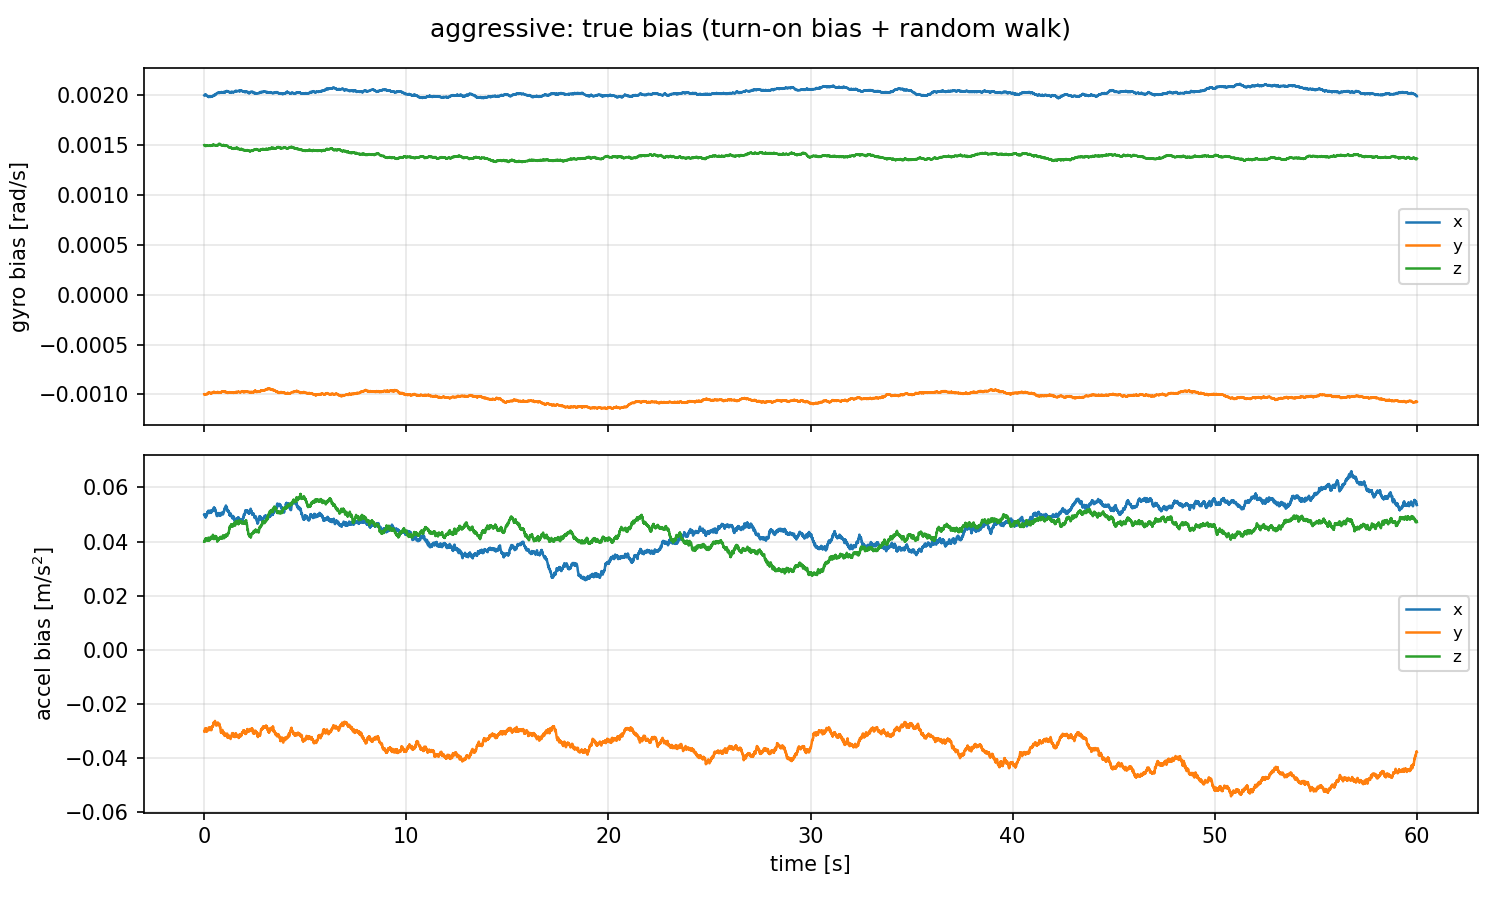 aggressive: true bias (turn-on bias + random walk)
gyro bias [rad/s]
0.0020
0.0015
0.0010
0.0005
0.0000
−0.0005
−0.0010
x
y
z
accel bias [m/s²]
0.06
0.04
0.02
0.00
−0.02
−0.04
−0.06
x
y
z
0 10 20 30 40 50 60
time [s]